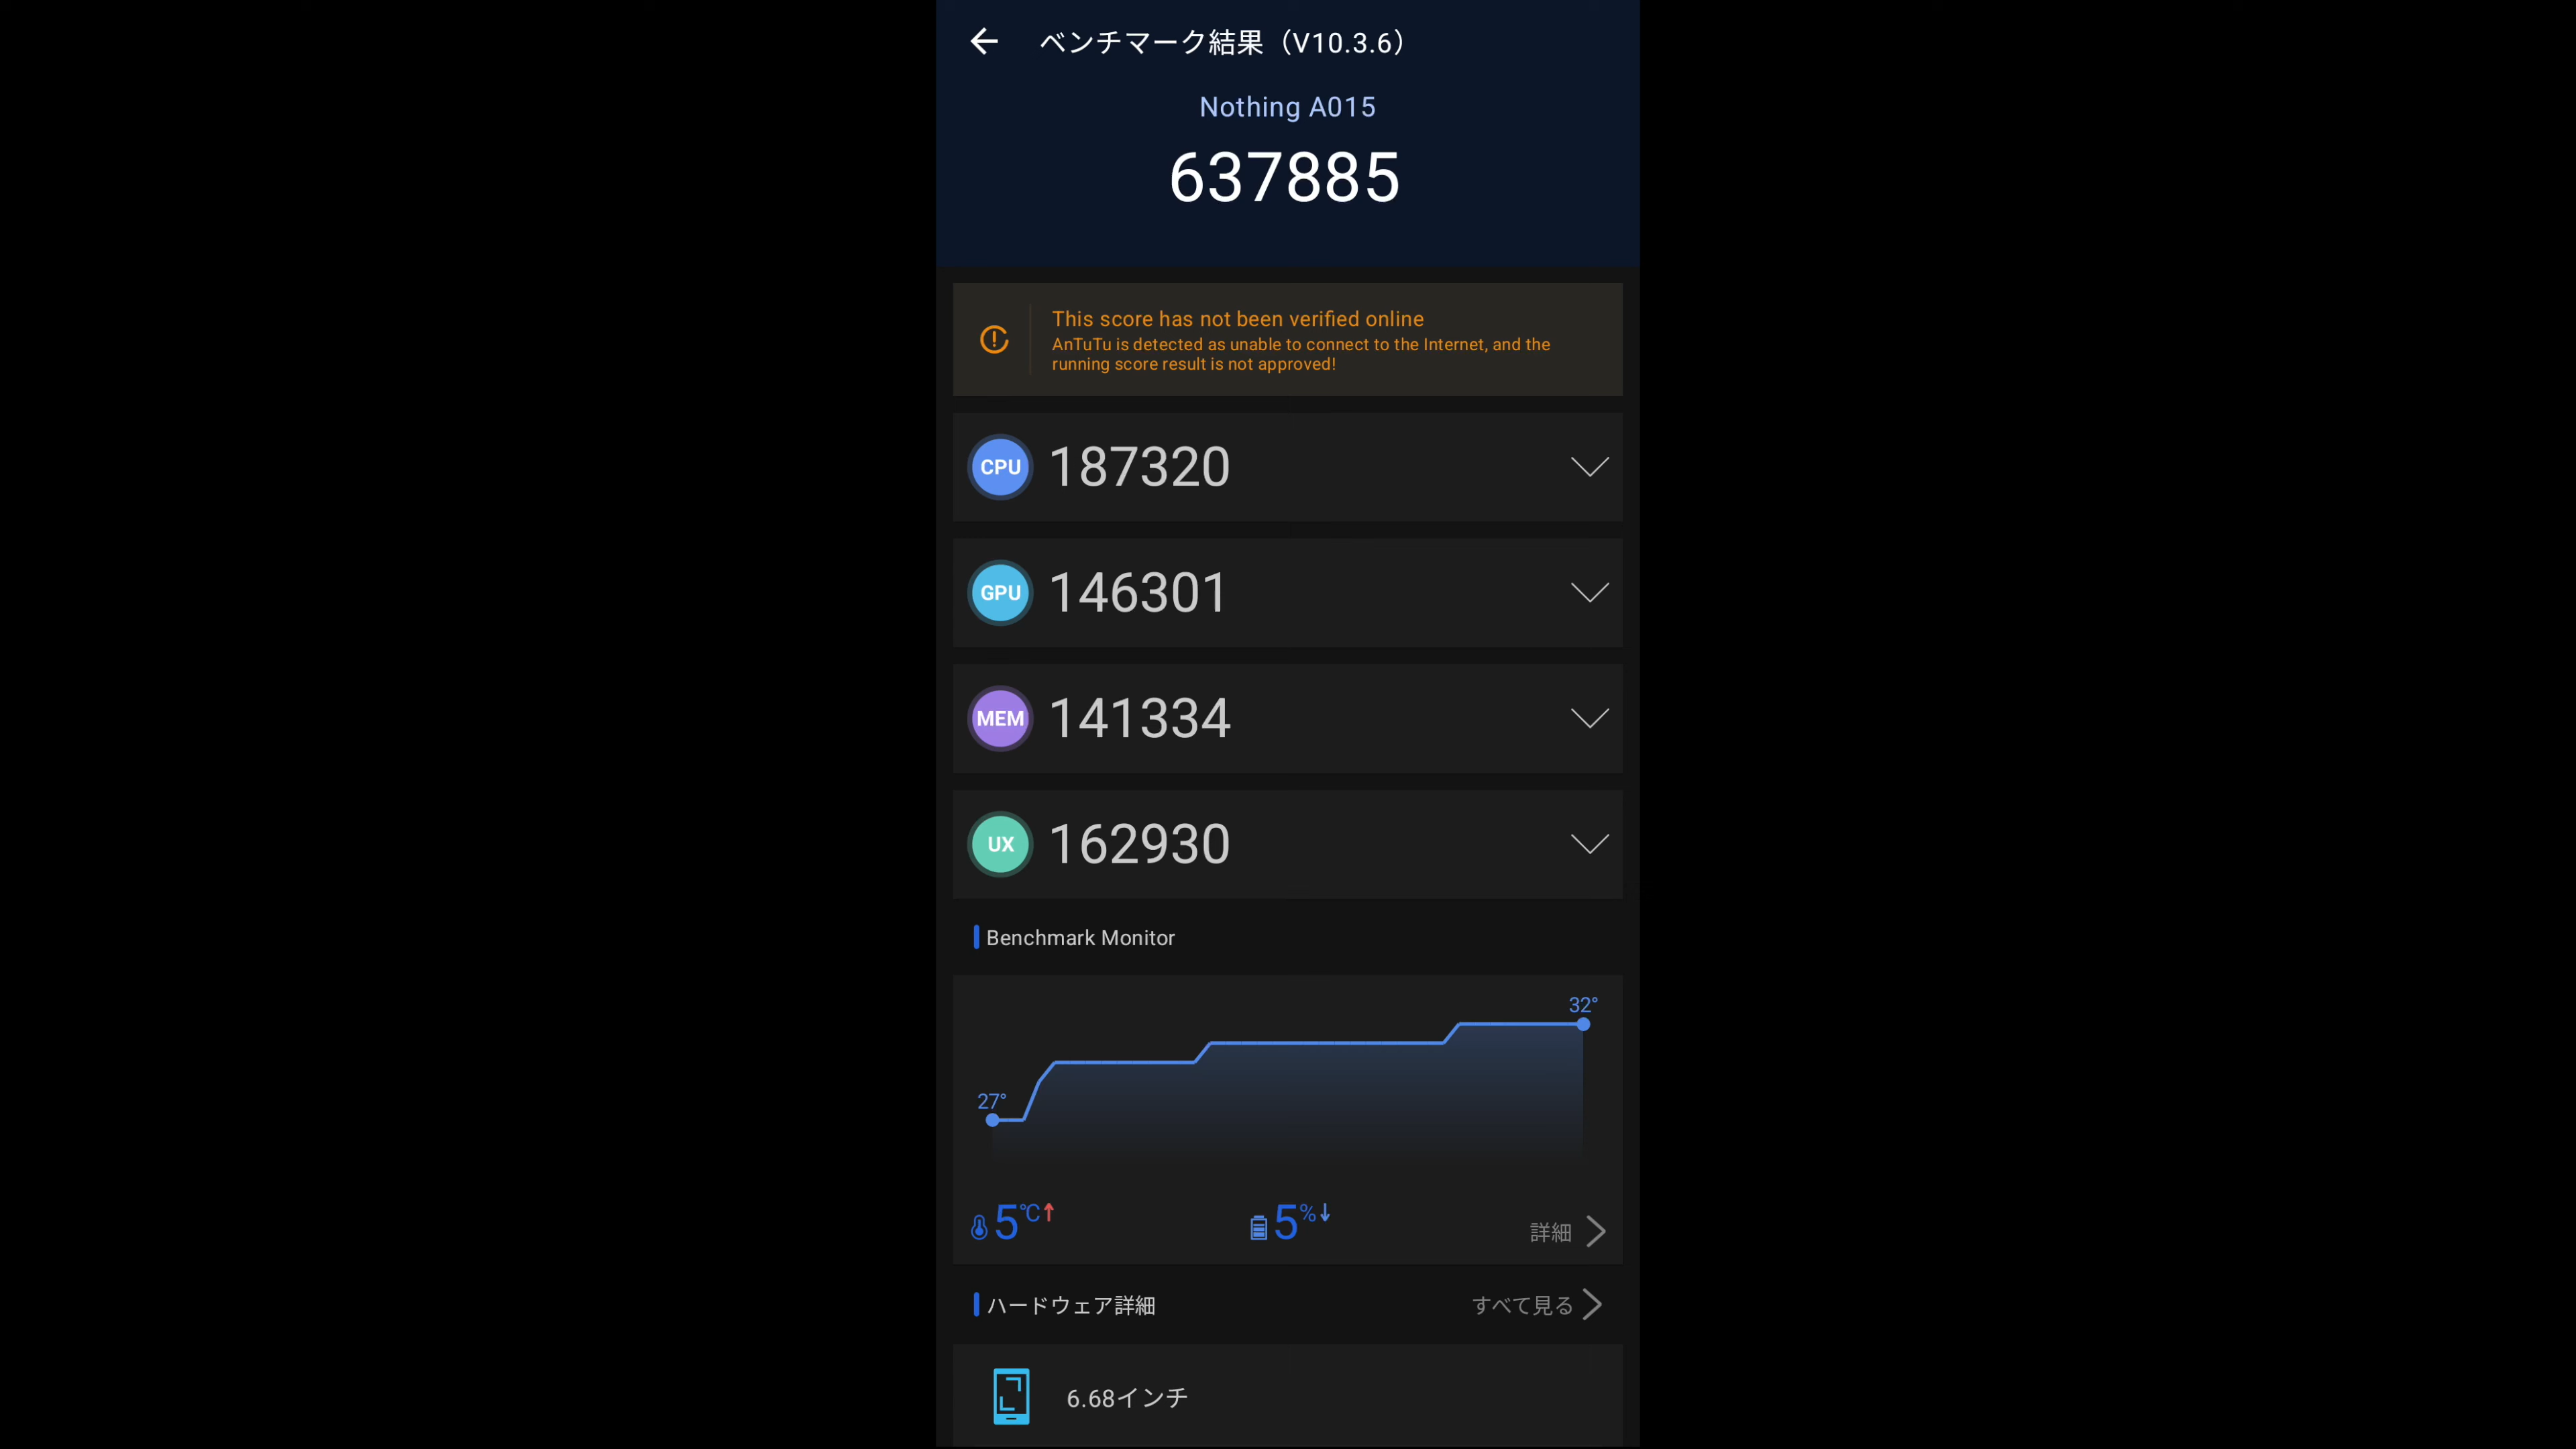 ベンチマーク結果（V10.3.6）
Nothing A015
637885
This score has not been verified online
AnTuTu is detected as unable to connect to the Internet, and the
running score result is not approved!
CPU 187320
GPU 146301
MEM 141334
UX 162930
Benchmark Monitor
32°
27°
5℃↑ 5%↓ 詳細
ハードウェア詳細 すべて見る
6.68インチ